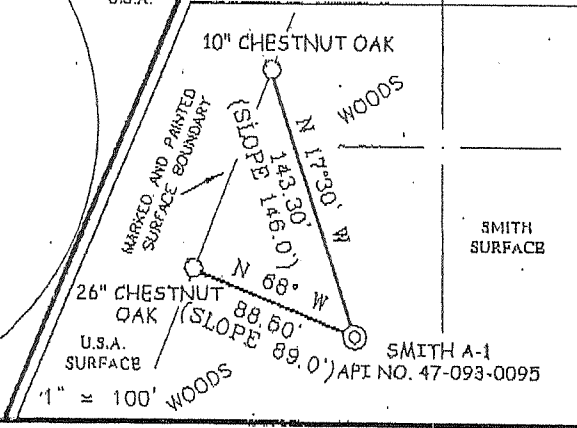 U.S.A.
10" CHESTNUT OAK
WOODS
MARKED AND PAINTED
SURFACE BOUNDARY
N 17°30' W
143.30'
(SLOPE 146.0')
SMITH
SURFACE
N 68° W
88.60'
(SLOPE 89.0')
26" CHESTNUT
OAK
U.S.A.
SURFACE
SMITH A-1
API NO. 47-093-0095
1" = 100'
WOODS